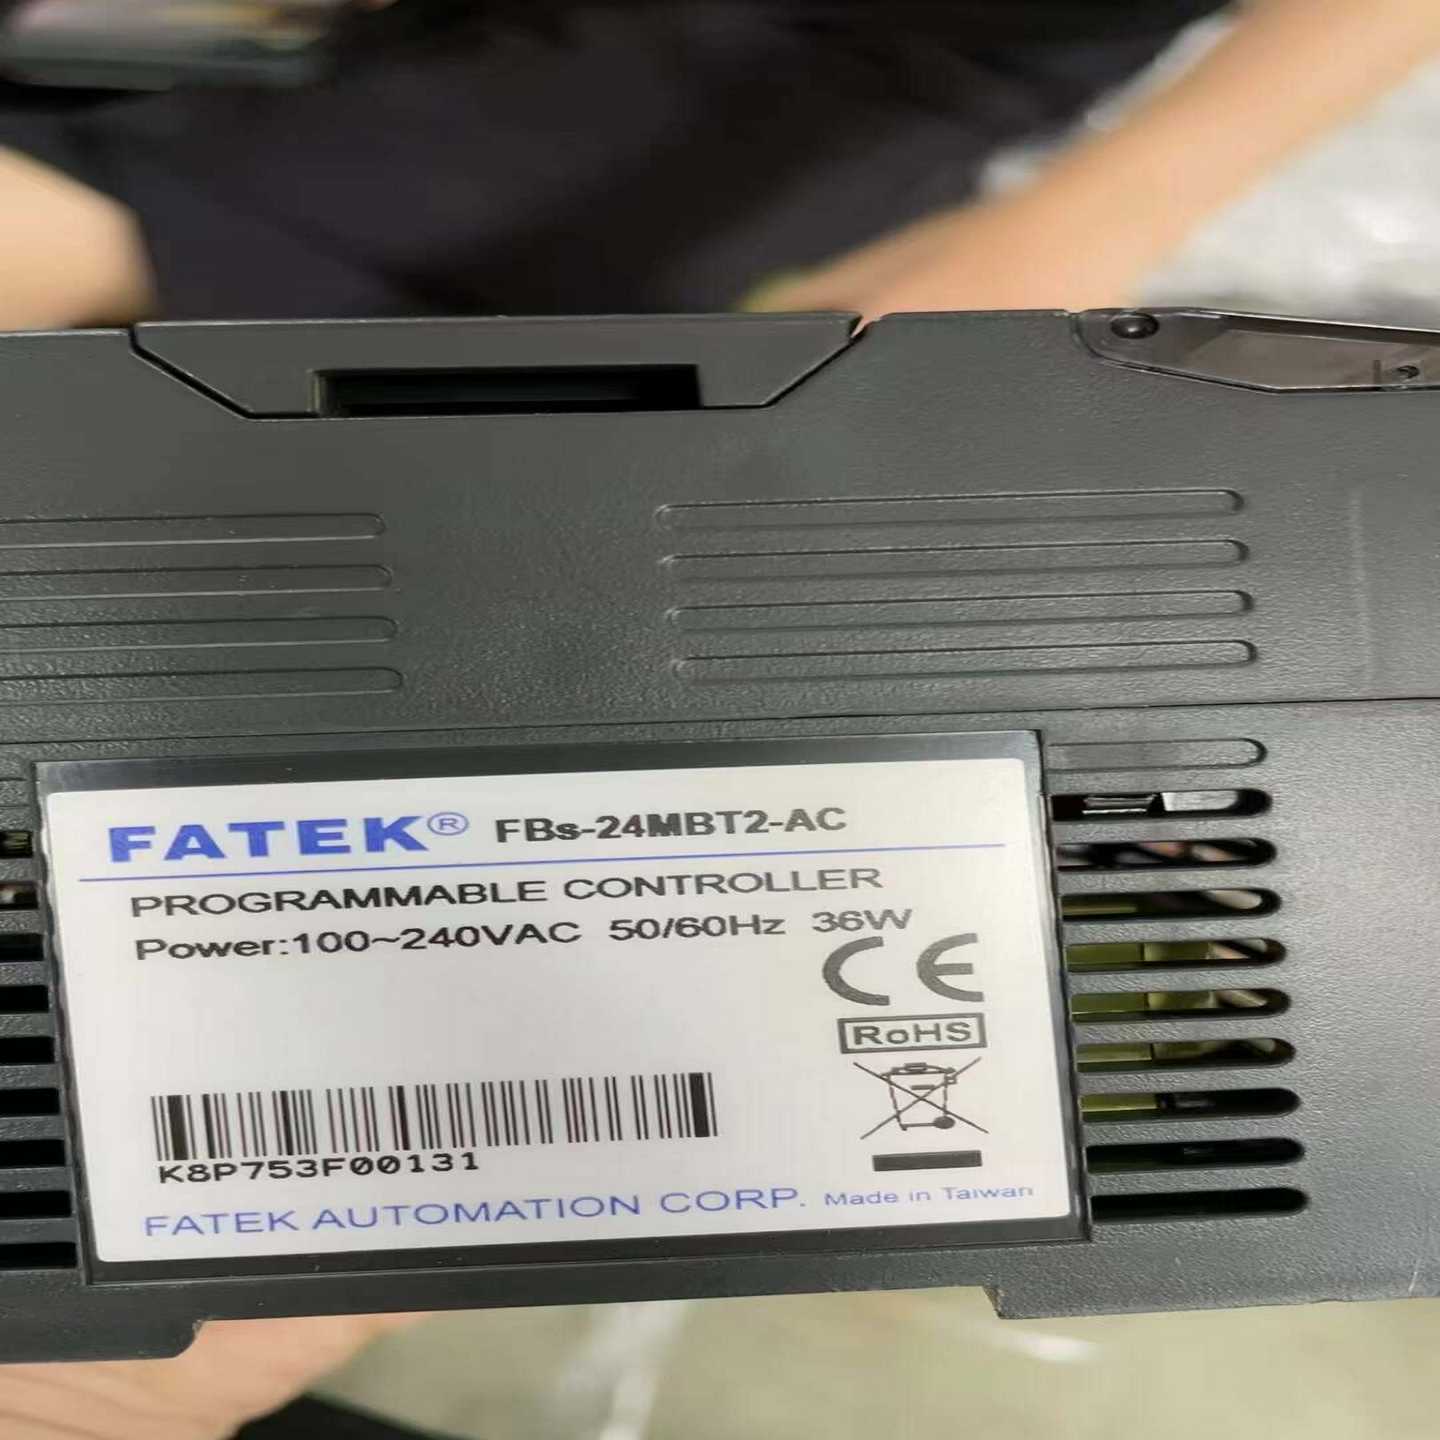 FATEK® FBs-24MBT2-AC
PROGRAMMABLE CONTROLLER
Power:100~240VAC 50/60Hz 36W
CE
RoHS
K8P753F00131
FATEK AUTOMATION CORP. Made in Taiwan